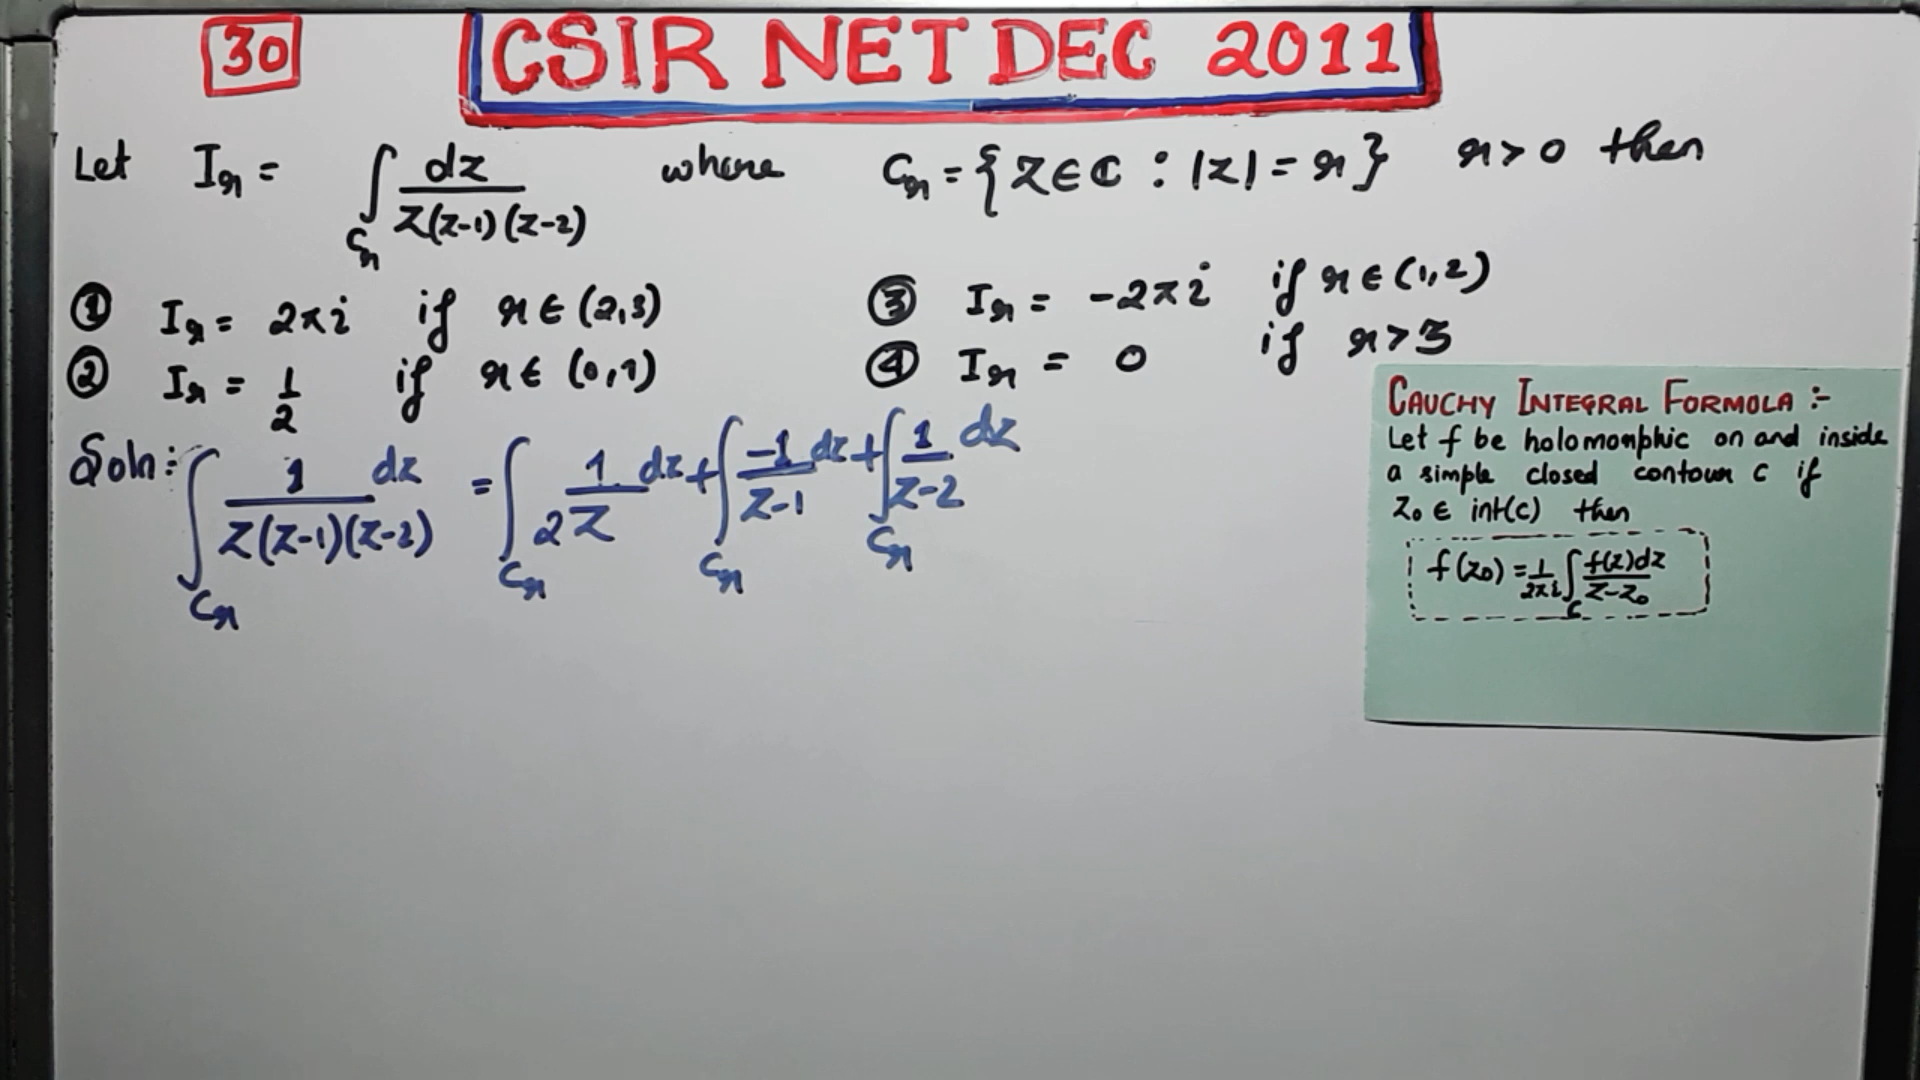 30
CSIR NET DEC 2011
Let I_r = ∫_{C_r} dz / z(z-1)(z-2) where C_r = {z ∈ ℂ : |z| = r} r > 0 then
① I_r = 2πi if r ∈ (2,3)
② I_r = 1/2 if r ∈ (0,1)
③ I_r = -2πi if r ∈ (1,2)
④ I_r = 0 if r > 3
Soln:- ∫_{C_r} 1 / z(z-1)(z-2) dz = ∫_{C_r} 1 / 2z dz + ∫_{C_r} -1 / z-1 dz + ∫_{C_r} 1 / z-2 dz
CAUCHY INTEGRAL FORMOLA :-
Let f be holomorphic on and inside
a simple closed contour C if
z₀ ∈ int(c) then
f(z₀) = 1/2πi ∫_C f(z)dz / z-z₀